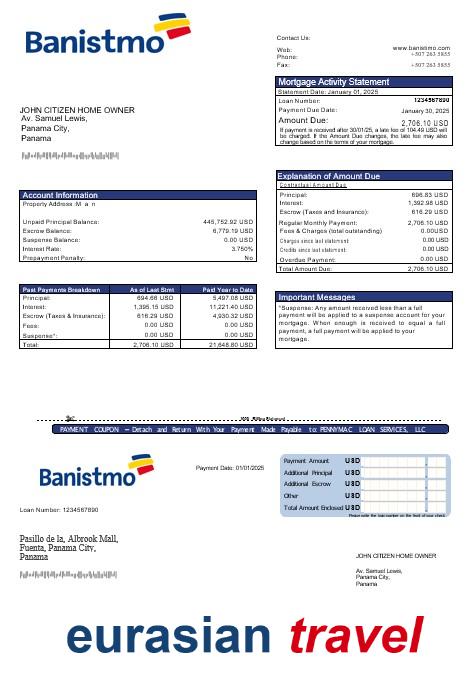 Banistmo
Contact Us:
Web: www.banistmo.com
Phone: +507 263 5855
Fax: +507 263 5855
Mortgage Activity Statement
Statement Date: January 01, 2025
Loan Number: 1234567890
Payment Due Date: January 30, 2025
Amount Due: 2,706.10 USD
If payment is received after 30/01/25, a late fee of 104.49 USD will
be charged. If the Amount Due Changes, the late fee may also
change based on the terms of your mortgage.
JOHN CITIZEN HOME OWNER
Av. Samuel Lewis,
Panama City,
Panama
Account Information
Property Address: M a n
Unpaid Principal Balance: 445,752.92 USD
Escrow Balance: 6,779.19 USD
Suspense Balance: 0.00 USD
Interest Rate: 3.750%
Prepayment Penalty: No
Explanation of Amount Due
Contractual Amount Due
Principal: 696.83 USD
Interest: 1,392.98 USD
Escrow (Taxes and Insurance): 616.29 USD
Regular Monthly Payment: 2,706.10 USD
Fees & Charges (total outstanding) 0.00USD
Charges since last statement 0.00 USD
Credits since last statement 0.00 USD
Overdue Payment: 0.00 USD
Total Amount Due: 2,706.10 USD
Past Payments Breakdown As of Last Stmt Paid Year to Date
Principal: 694.66 USD 5,497.08 USD
Interest: 1,395.15 USD 11,221.40 USD
Escrow (Taxes & Insurance): 616.29 USD 4,930.32 USD
Fees: 0.00 USD 0.00 USD
Suspense*: 0.00 USD 0.00 USD
Total: 2,706.10 USD 21,648.80 USD
Important Messages
*Suspense: Any amount received less than a full
payment will be applied to a suspense account for your
mortgage. When enough is received to equal a full
payment, a full payment will be applied to your
mortgage.
PAYMENT COUPON – Detach and Return With Your Payment Made Payable to: PENNYMAC LOAN SERVICES, LLC
Banistmo
Payment Date: 01/01/2025
Payment Amount USD
Additional Principal USD
Additional Escrow USD
Other USD
Total Amount Enclosed USD
Please write the loan number on the front of your check.
Loan Number: 1234567890
Pasillo de la, Albrook Mall,
Fuenta, Panama City,
Panama
JOHN CITIZEN HOME OWNER
Av. Samuel Lewis,
Panama City,
Panama
eurasian travel